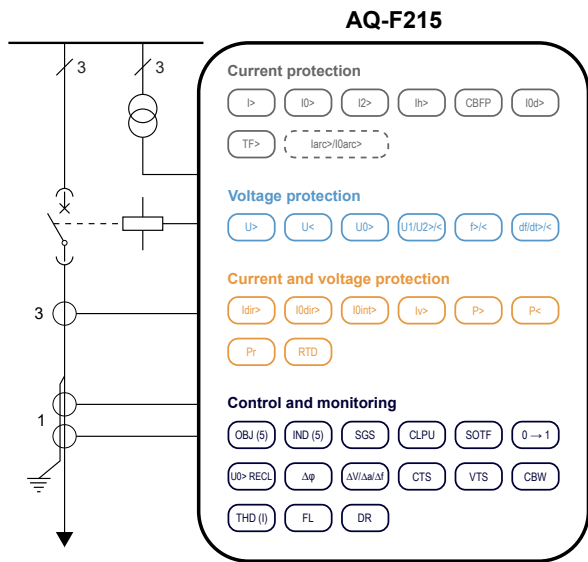 AQ-F215
3 3
Current protection
I> I0> I2> Ih> CBFP I0d>
TF> Iarc>/I0arc>
Voltage protection
U> U< U0> U1/U2>/< f>/< df/dt>/<
Current and voltage protection
3
Idir> I0dir> I0int> Iv> P> P<
Pr RTD
Control and monitoring
1
OBJ (5) IND (5) SGS CLPU SOTF 0 → 1
U0> RECL Δφ ΔV/Δa/Δf CTS VTS CBW
THD (I) FL DR